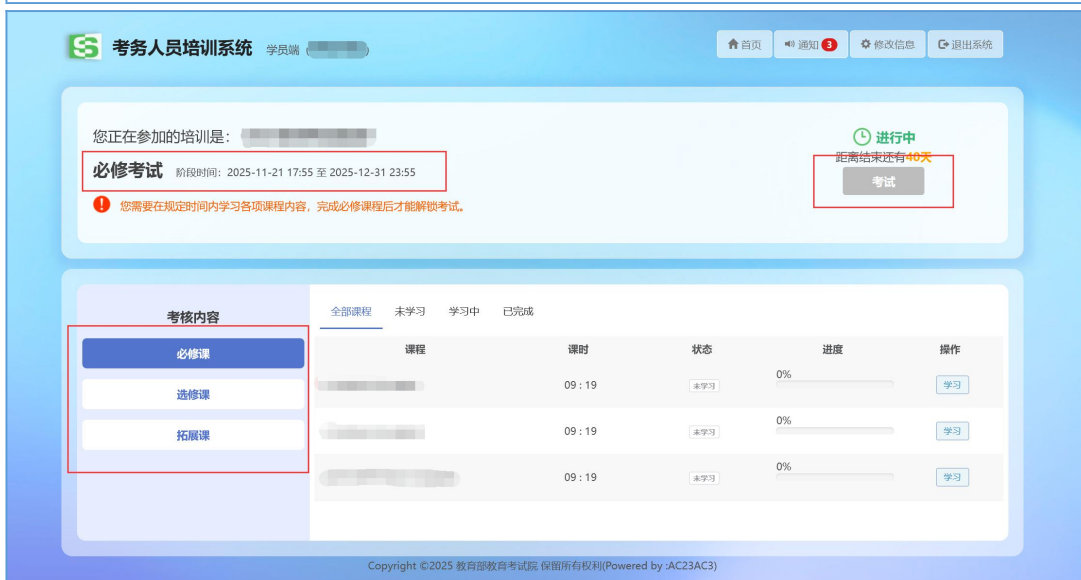 考务人员培训系统 学员端 ( )
首页 通知 3 修改信息 退出系统
您正在参加的培训是：
进行中
距离结束还有40天
必修考试 阶段时间：2025-11-21 17:55 至 2025-12-31 23:55
考试
您需要在规定时间内学习各项课程内容，完成必修课程后才能解锁考试。
考核内容
必修课
选修课
拓展课
全部课程 未学习 学习中 已完成
课程 课时 状态 进度 操作
09 : 19 未学习 0% 学习
09 : 19 未学习 0% 学习
09 : 19 未学习 0% 学习
Copyright ©2025 教育部教育考试院 保留所有权利(Powered by :AC23AC3)